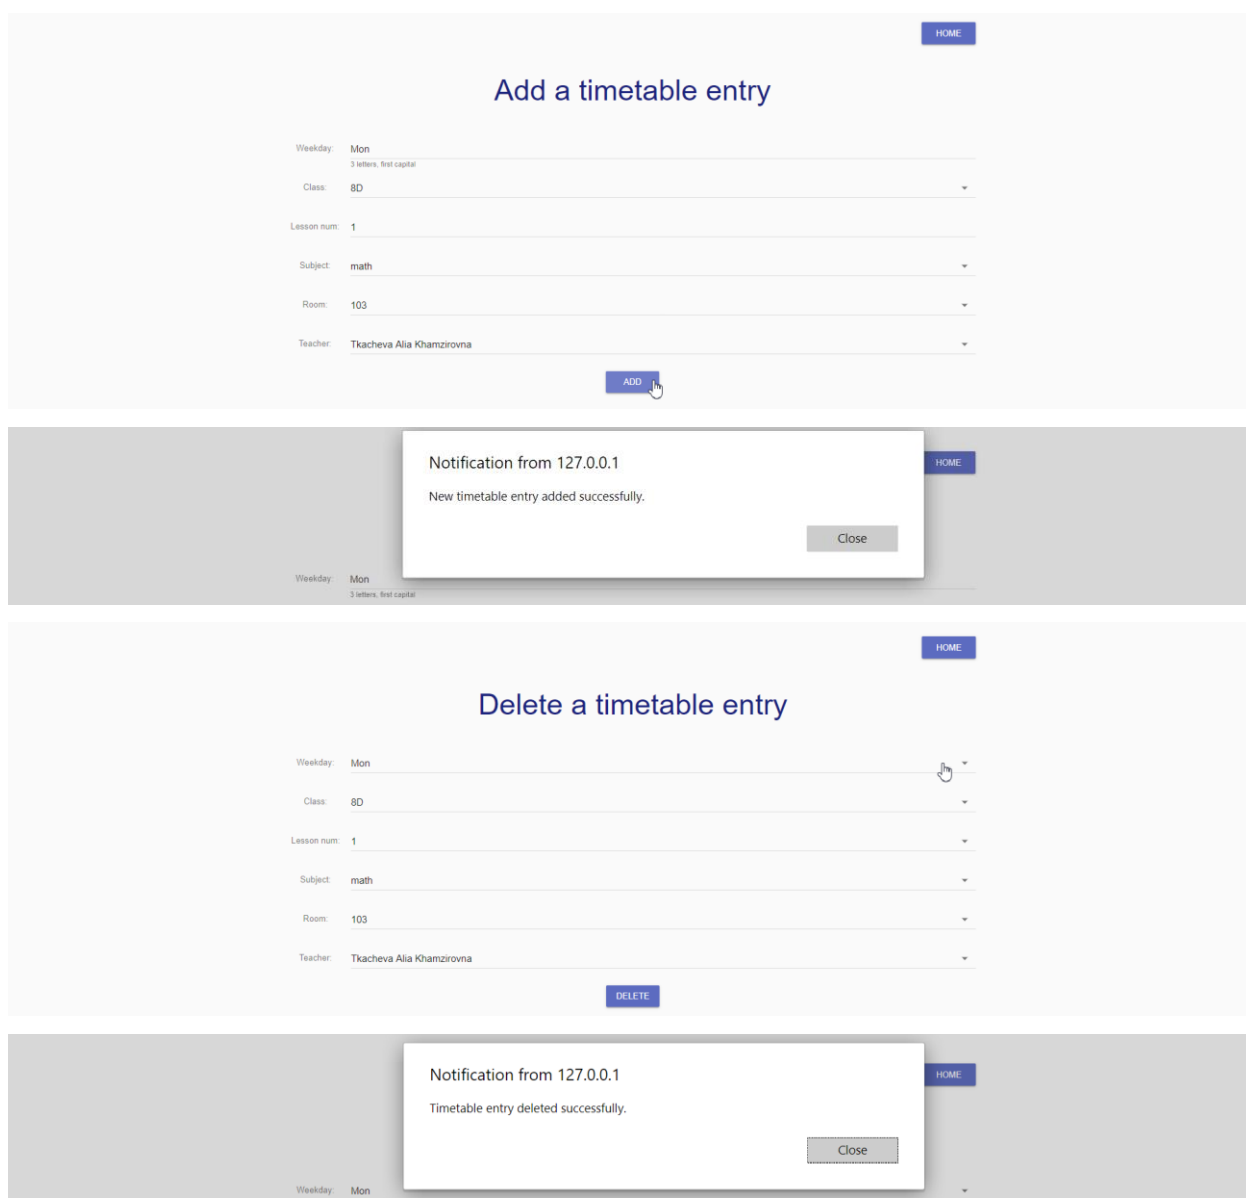 HOME
Add a timetable entry
Weekday: Mon
3 letters, first capital
Class: 8D
Lesson num: 1
Subject: math
Room: 103
Teacher: Tkacheva Alia Khamzirovna
ADD
Notification from 127.0.0.1
HOME
New timetable entry added successfully.
Close
Weekday: Mon
3 letters, first capital
HOME
Delete a timetable entry
Weekday: Mon
Class: 8D
Lesson num: 1
Subject: math
Room: 103
Teacher: Tkacheva Alia Khamzirovna
DELETE
Notification from 127.0.0.1
HOME
Timetable entry deleted successfully.
Close
Weekday: Mon